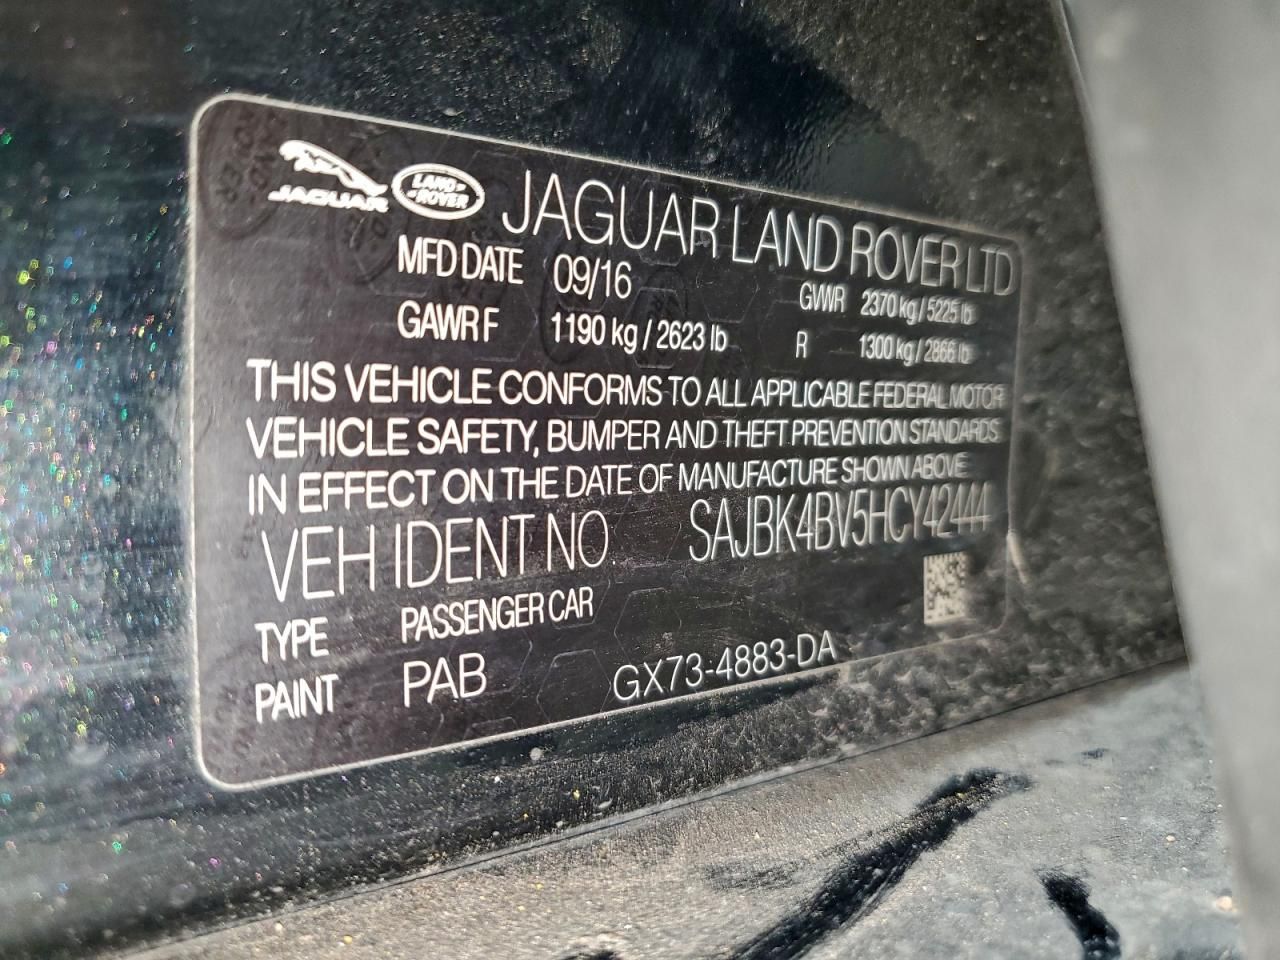 JAGUAR LAND ROVER JAGUAR LAND ROVER LTD
MFD DATE 09/16 GVWR 2370 kg / 5225 lb
GAWR F 1190 kg / 2623 lb R 1300 kg / 2866 lb
THIS VEHICLE CONFORMS TO ALL APPLICABLE FEDERAL MOTOR
VEHICLE SAFETY, BUMPER AND THEFT PREVENTION STANDARDS
IN EFFECT ON THE DATE OF MANUFACTURE SHOWN ABOVE
VEH IDENT NO. SAJBK4BV5HCY42444
TYPE PASSENGER CAR
PAINT PAB GX73-4883-DA